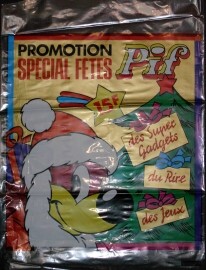 PROMOTION
SPECIAL FETES
Pif
15F
des Super
Gadgets
du Rire
des Jeux